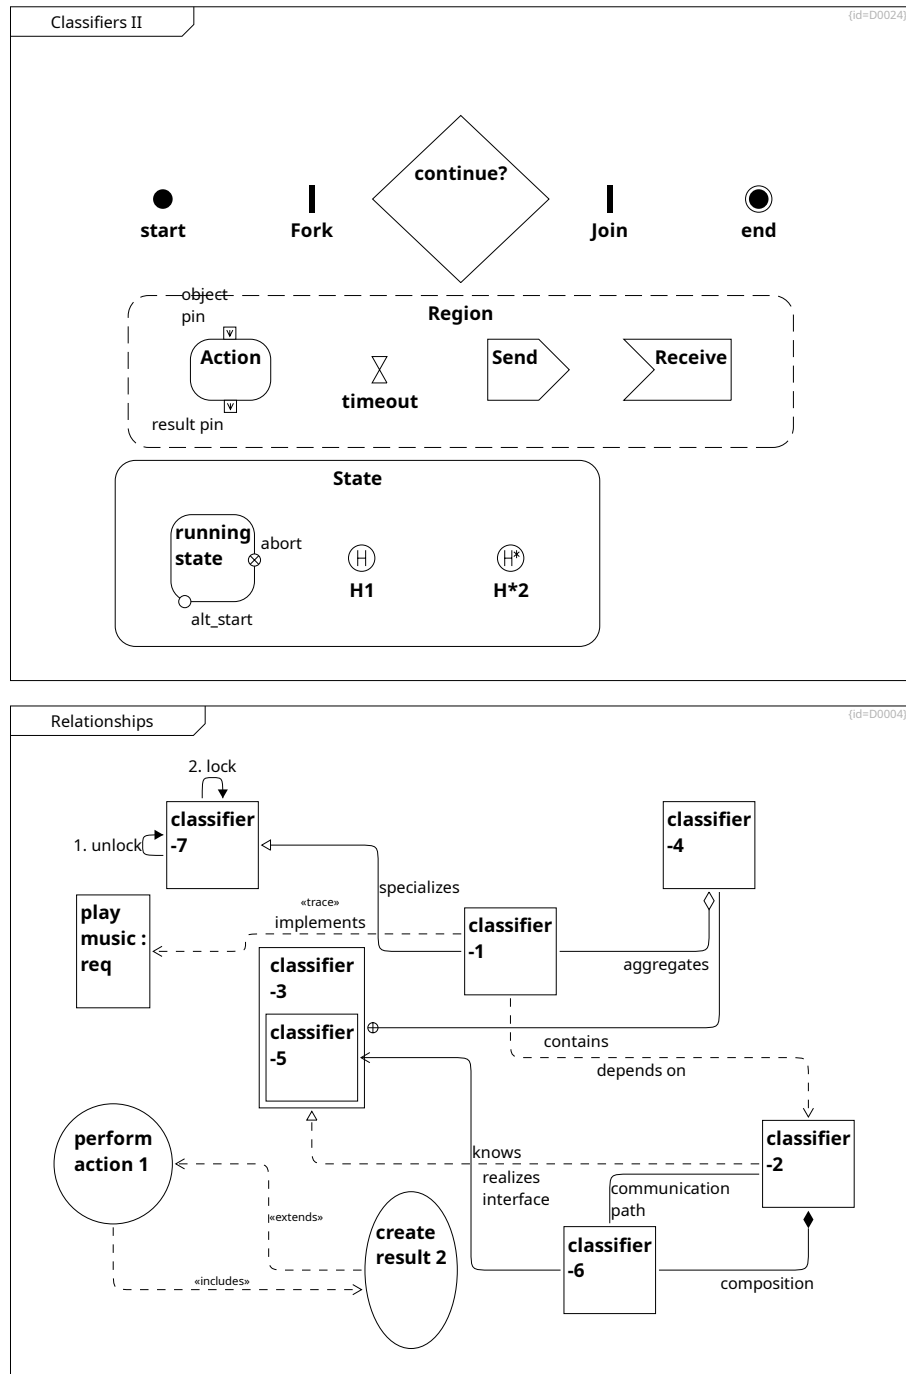 Classifiers II
{id=D0024}
continue?
start
Fork
Join
end
object
pin
Region
Action
Send
Receive
timeout
result pin
State
running
state
abort
H
H*
H1
H*2
alt_start
Relationships
{id=D0004}
2. lock
classifier
-7
classifier
-4
1. unlock
specializes
«trace»
implements
play
music :
req
classifier
-1
classifier
-3
aggregates
classifier
-5
contains
depends on
perform
action 1
classifier
-2
knows
realizes
interface
communication
path
«extends»
create
result 2
classifier
-6
«includes»
composition